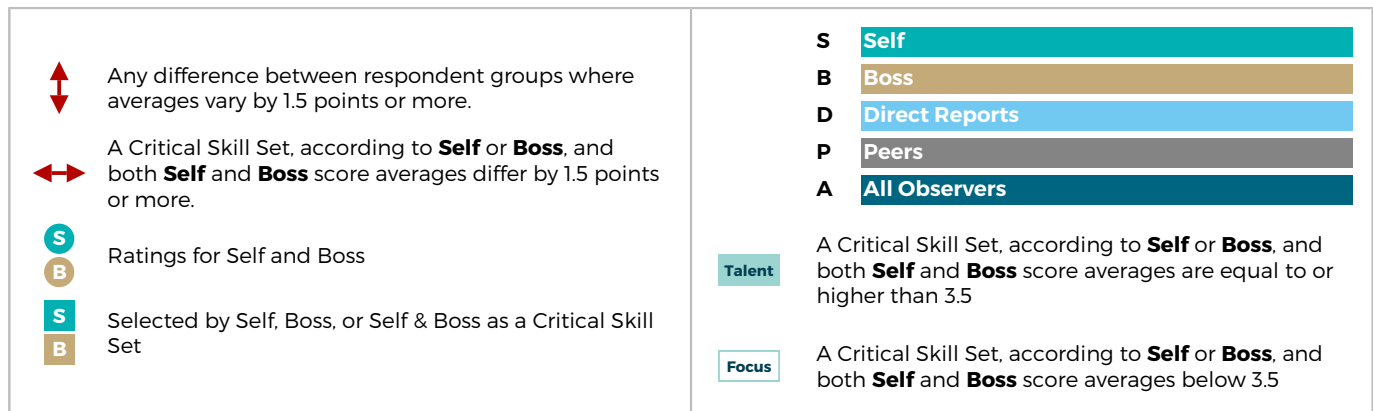 Any difference between respondent groups where
averages vary by 1.5 points or more.
A Critical Skill Set, according to Self or Boss, and
both Self and Boss score averages differ by 1.5 points
or more.
S
B
Ratings for Self and Boss
S
B
Selected by Self, Boss, or Self & Boss as a Critical Skill
Set
S Self
B Boss
D Direct Reports
P Peers
A All Observers
Talent
A Critical Skill Set, according to Self or Boss, and
both Self and Boss score averages are equal to or
higher than 3.5
Focus
A Critical Skill Set, according to Self or Boss, and
both Self and Boss score averages below 3.5